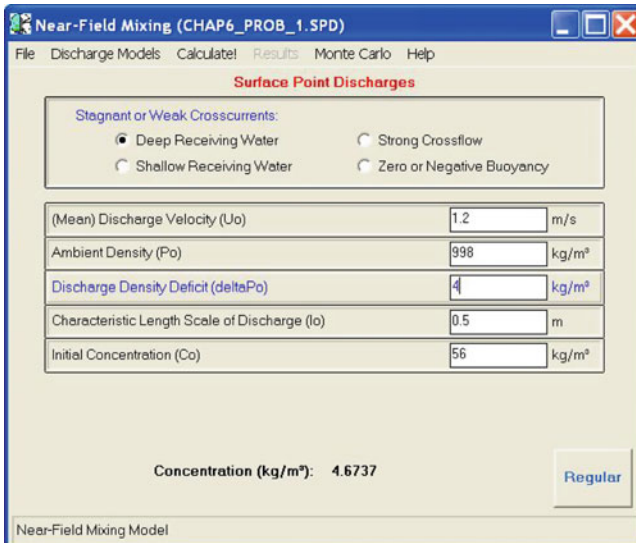 Near-Field Mixing (CHAP6_PROB_1.SPD)
File Discharge Models Calculate! Results Monte Carlo Help
Surface Point Discharges
Stagnant or Weak Crosscurrents:
Deep Receiving Water Strong Crossflow
Shallow Receiving Water Zero or Negative Buoyancy
(Mean) Discharge Velocity (Uo) 1.2 m/s
Ambient Density (Po) 998 kg/m³
Discharge Density Deficit (deltaPo) 4 kg/m³
Characteristic Length Scale of Discharge (lo) 0.5 m
Initial Concentration (Co) 56 kg/m³
Concentration (kg/m³): 4.6737
Regular
Near-Field Mixing Model